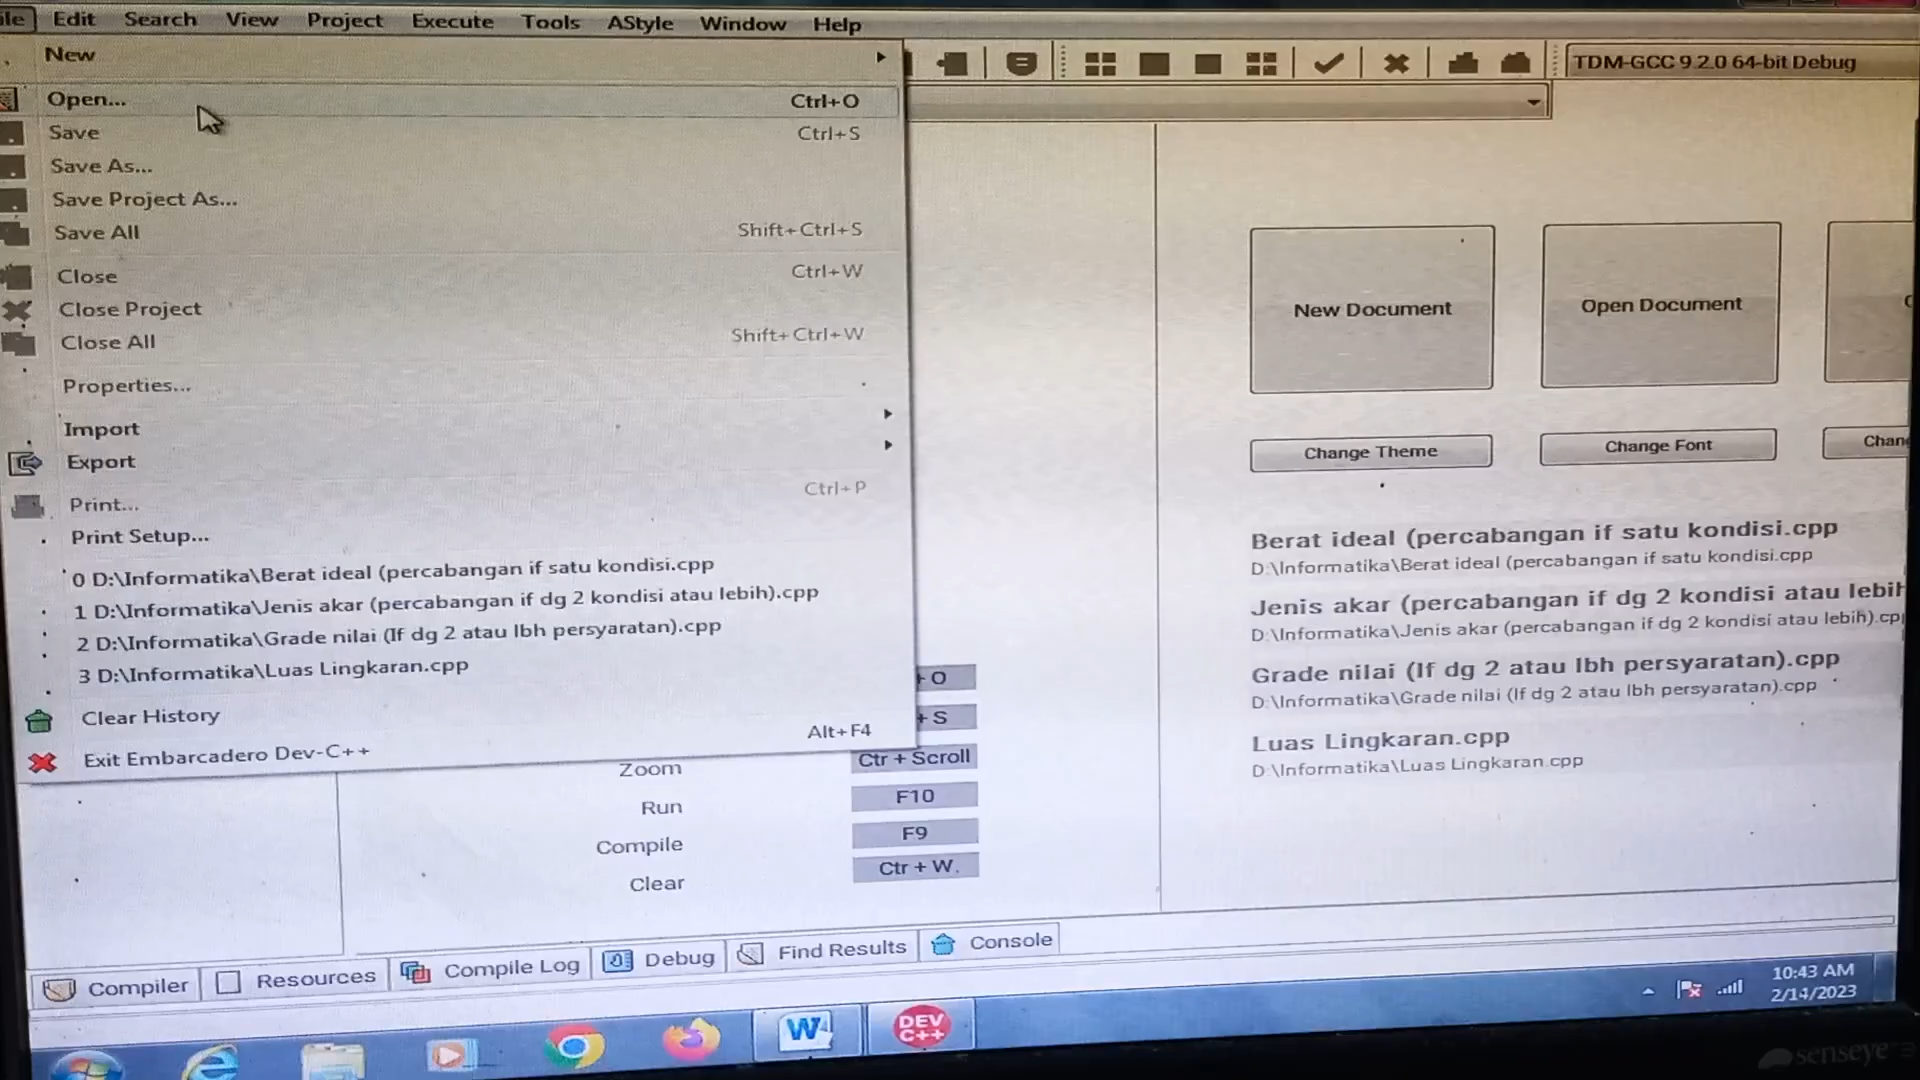 Edit Search View Project Execute Tools AStyle Window Help
New
Open... Ctrl+O
Save Ctrl+S
Save As...
Save Project As...
Save All Shift+Ctrl+S
Close Ctrl+W
Close Project
Close All Shift+Ctrl+W
Properties...
Import
Export
Print... Ctrl+P
Print Setup...
0 D:\Informatika\Berat ideal (percabangan if satu kondisi.cpp
1 D:\Informatika\Jenis akar (percabangan if dg 2 kondisi atau lebih).cpp
2 D:\Informatika\Grade nilai (If dg 2 atau lbh persyaratan).cpp
3 D:\Informatika\Luas Lingkaran.cpp
Clear History
Exit Embarcadero Dev-C++ Alt+F4
TDM-GCC 9.2.0 64-bit Debug
New Document
Open Document
Change Theme
Change Font
Berat ideal (percabangan if satu kondisi.cpp
D:\Informatika\Berat ideal (percabangan if satu kondisi.cpp
Jenis akar (percabangan if dg 2 kondisi atau lebih
D:\Informatika\Jenis akar (percabangan if dg 2 kondisi atau lebih).cp
Grade nilai (If dg 2 atau lbh persyaratan).cpp
D:\Informatika\Grade nilai (If dg 2 atau lbh persyaratan).cpp
Luas Lingkaran.cpp
D:\Informatika\Luas Lingkaran.cpp
+ O
+ S
Zoom Ctr + Scroll
Run F10
Compile F9
Clear Ctr + W
Compiler Resources Compile Log Debug Find Results Console
W
DEV
C++
10:43 AM
2/14/2023
senseye